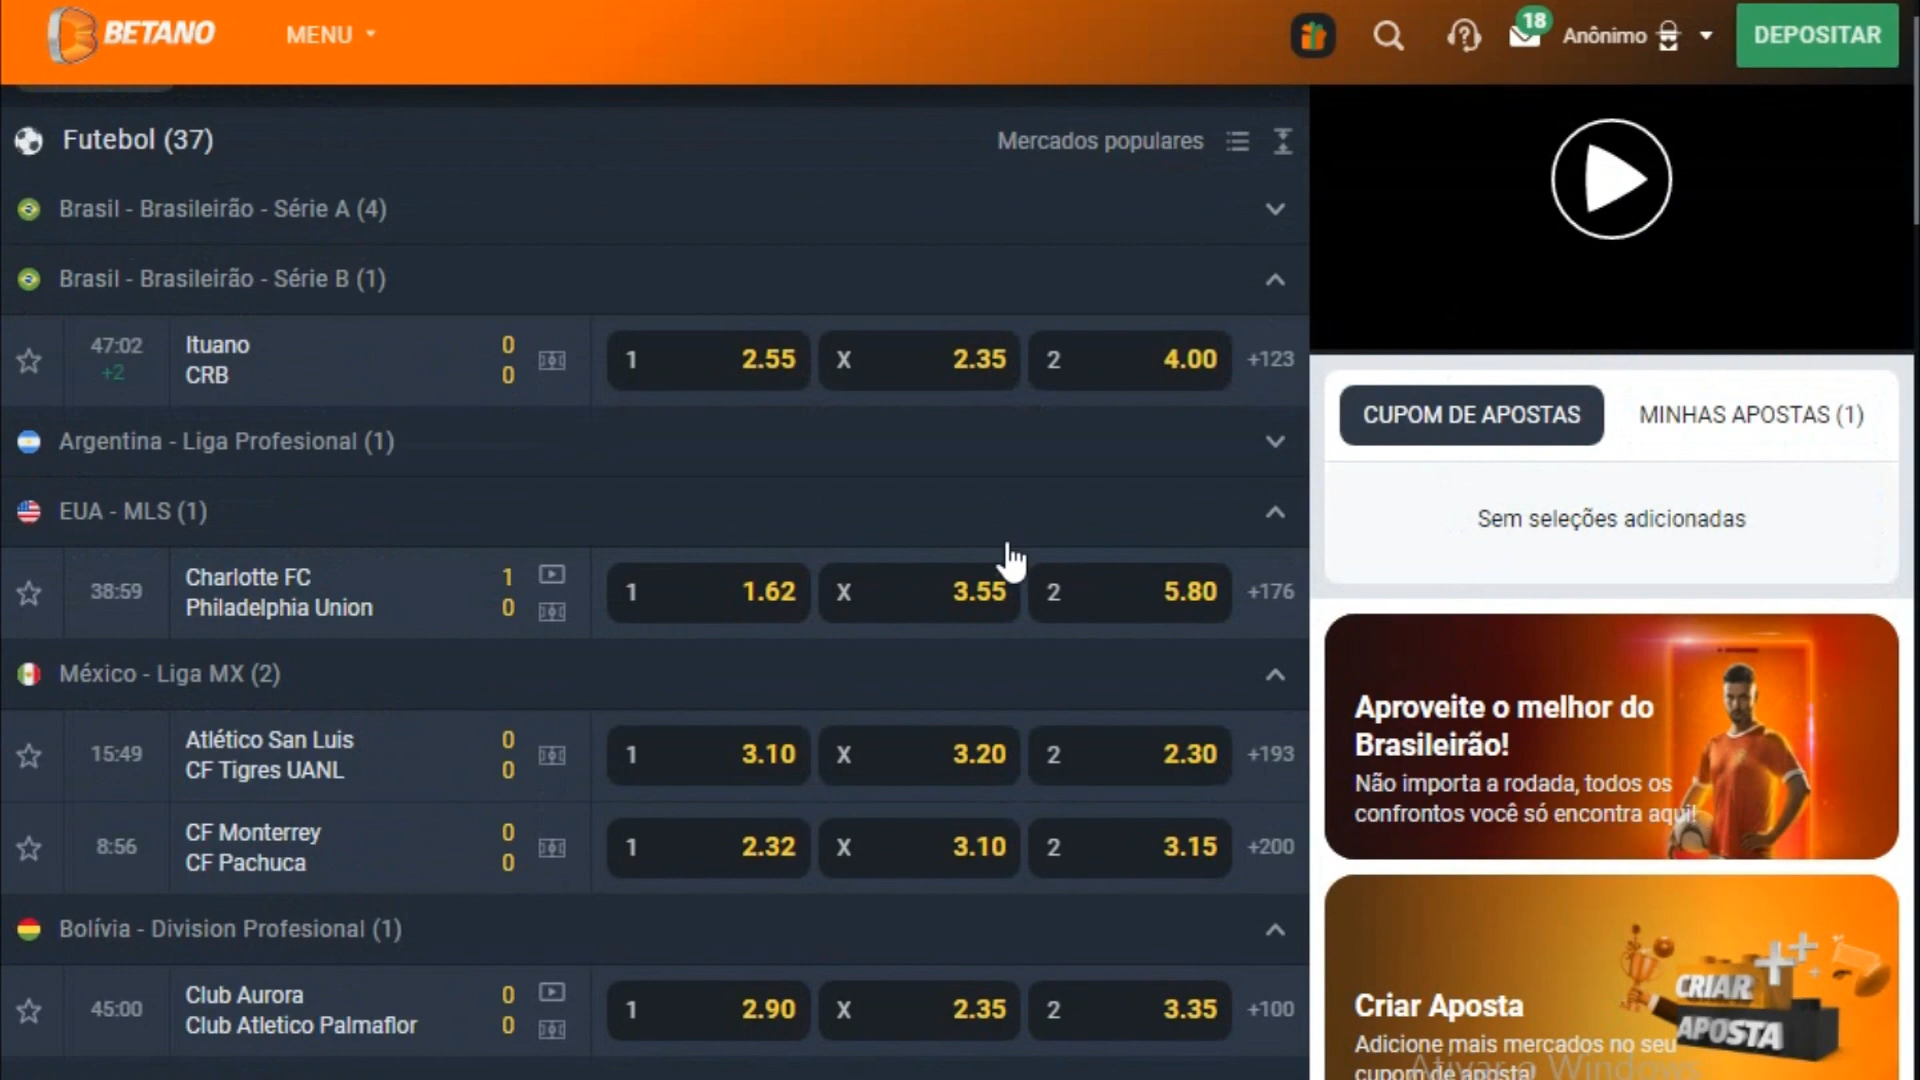 BETANO
MENU
18
Anônimo
DEPOSITAR
Futebol (37)
Mercados populares
Brasil - Brasileirão - Série A (4)
Brasil - Brasileirão - Série B (1)
47:02
+2
Ituano 0
CRB 0
1 2.55 X 2.35 2 4.00 +123
Argentina - Liga Profesional (1)
EUA - MLS (1)
38:59
Charlotte FC 1
Philadelphia Union 0
1 1.62 X 3.55 2 5.80 +176
México - Liga MX (2)
15:49
Atlético San Luis 0
CF Tigres UANL 0
1 3.10 X 3.20 2 2.30 +193
8:56
CF Monterrey 0
CF Pachuca 0
1 2.32 X 3.10 2 3.15 +200
Bolívia - Division Profesional (1)
45:00
Club Aurora 0
Club Atletico Palmaflor 0
1 2.90 X 2.35 2 3.35 +100
CUPOM DE APOSTAS
MINHAS APOSTAS (1)
Sem seleções adicionadas
Aproveite o melhor do
Brasileirão!
Não importa a rodada, todos os
confrontos você só encontra aqui!
CRIAR
APOSTA
Criar Aposta
Adicione mais mercados no seu
cupom de aposta!
Ativar o Windows